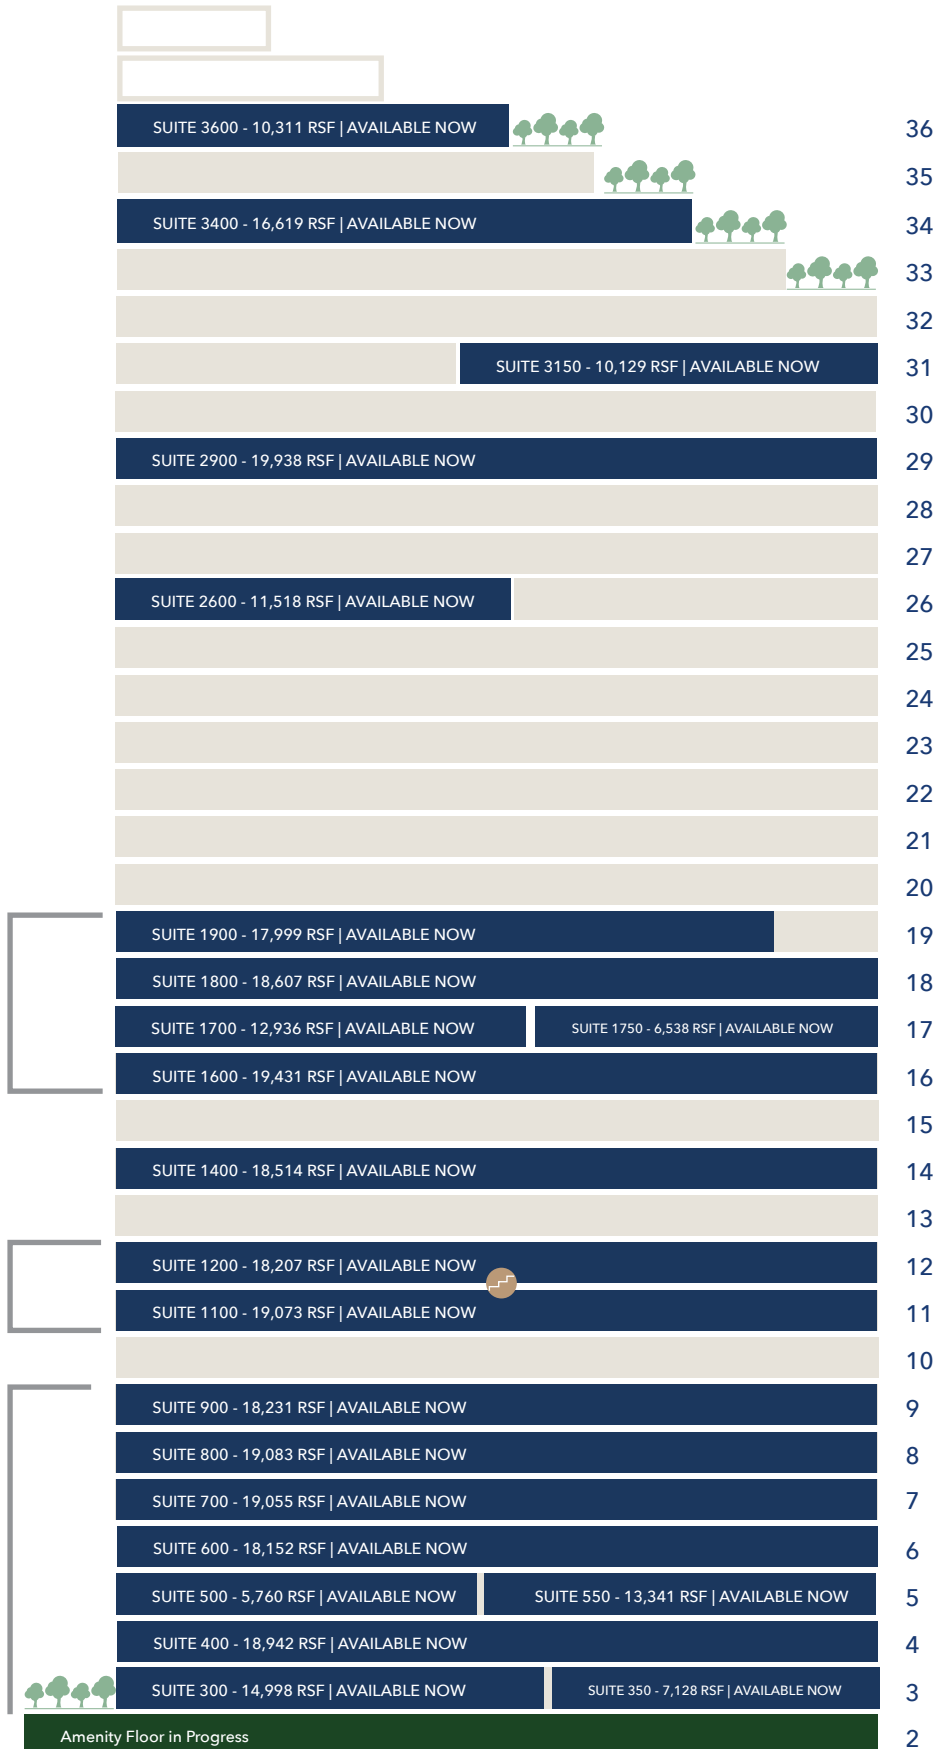 SUITE 3600 - 10,311 RSF | AVAILABLE NOW 36
35
SUITE 3400 - 16,619 RSF | AVAILABLE NOW 34
33
32
SUITE 3150 - 10,129 RSF | AVAILABLE NOW 31
30
SUITE 2900 - 19,938 RSF | AVAILABLE NOW 29
28
27
SUITE 2600 - 11,518 RSF | AVAILABLE NOW 26
25
24
23
22
21
20
SUITE 1900 - 17,999 RSF | AVAILABLE NOW 19
SUITE 1800 - 18,607 RSF | AVAILABLE NOW 18
SUITE 1700 - 12,936 RSF | AVAILABLE NOW SUITE 1750 - 6,538 RSF | AVAILABLE NOW 17
SUITE 1600 - 19,431 RSF | AVAILABLE NOW 16
15
SUITE 1400 - 18,514 RSF | AVAILABLE NOW 14
13
SUITE 1200 - 18,207 RSF | AVAILABLE NOW 12
SUITE 1100 - 19,073 RSF | AVAILABLE NOW 11
10
SUITE 900 - 18,231 RSF | AVAILABLE NOW 9
SUITE 800 - 19,083 RSF | AVAILABLE NOW 8
SUITE 700 - 19,055 RSF | AVAILABLE NOW 7
SUITE 600 - 18,152 RSF | AVAILABLE NOW 6
SUITE 500 - 5,760 RSF | AVAILABLE NOW SUITE 550 - 13,341 RSF | AVAILABLE NOW 5
SUITE 400 - 18,942 RSF | AVAILABLE NOW 4
SUITE 300 - 14,998 RSF | AVAILABLE NOW SUITE 350 - 7,128 RSF | AVAILABLE NOW 3
Amenity Floor in Progress 2